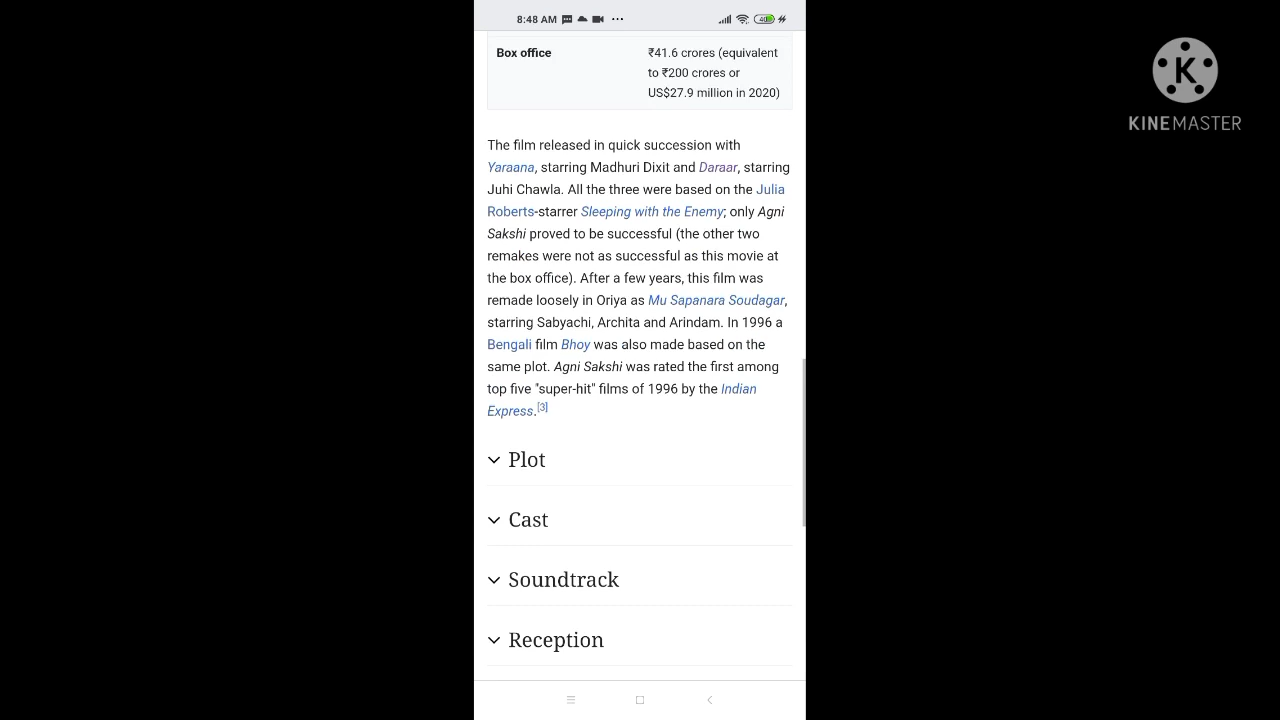 8:48 AM
40
Box office
₹41.6 crores (equivalent
to ₹200 crores or
US$27.9 million in 2020)
The film released in quick succession with
Yaraana, starring Madhuri Dixit and Daraar, starring
Juhi Chawla. All the three were based on the Julia
Roberts-starrer Sleeping with the Enemy; only Agni
Sakshi proved to be successful (the other two
remakes were not as successful as this movie at
the box office). After a few years, this film was
remade loosely in Oriya as Mu Sapanara Soudagar,
starring Sabyachi, Archita and Arindam. In 1996 a
Bengali film Bhoy was also made based on the
same plot. Agni Sakshi was rated the first among
top five "super-hit" films of 1996 by the Indian
Express.[3]
Plot
Cast
Soundtrack
Reception
K
KINEMASTER